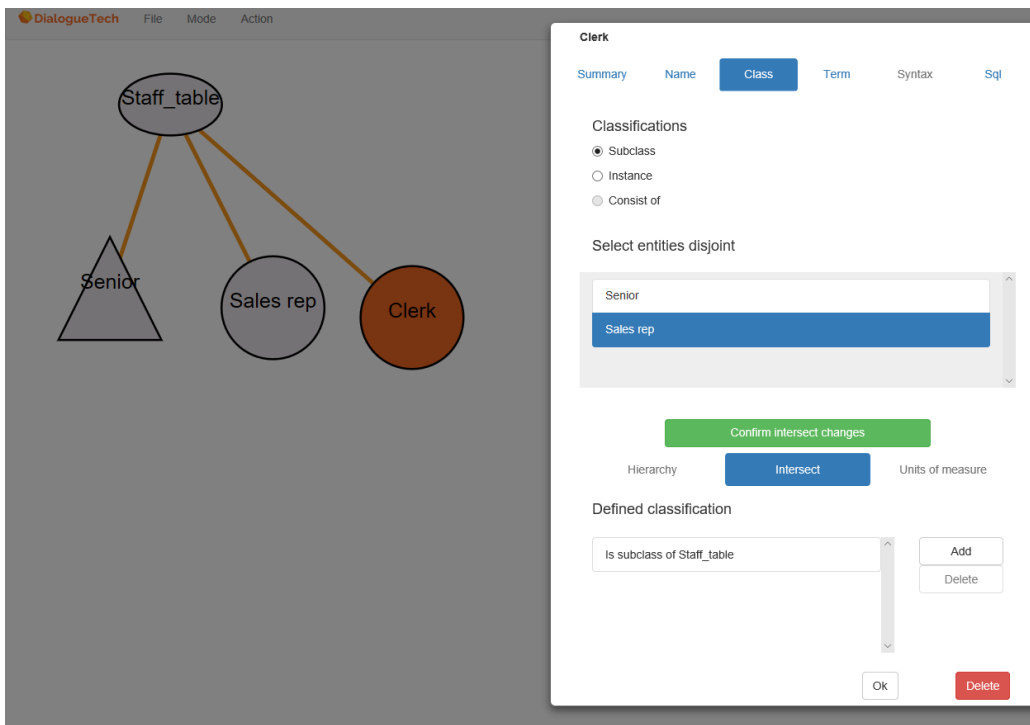 DialogueTech File Mode Action
Staff_table
Senior
Sales rep
Clerk
Clerk
Summary Name Class Term Syntax Sql
Classifications
Subclass
Instance
Consist of
Select entities disjoint
Senior
Sales rep
Confirm intersect changes
Hierarchy Intersect Units of measure
Defined classification
Is subclass of Staff_table
Add
Delete
Ok Delete